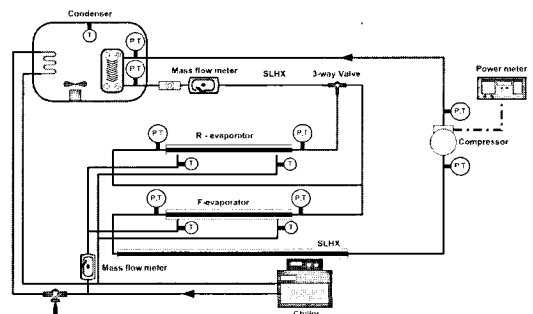 Condenser
T
P,T
P,T
Mass flow meter
SLHX
3-way Valve
Power meter
P,T
Compressor
P,T
P,T
R - evaporator
P,T
T
T
P,T
F-evaporator
P,T
T
T
SLHX
Mass flow meter
Chiller